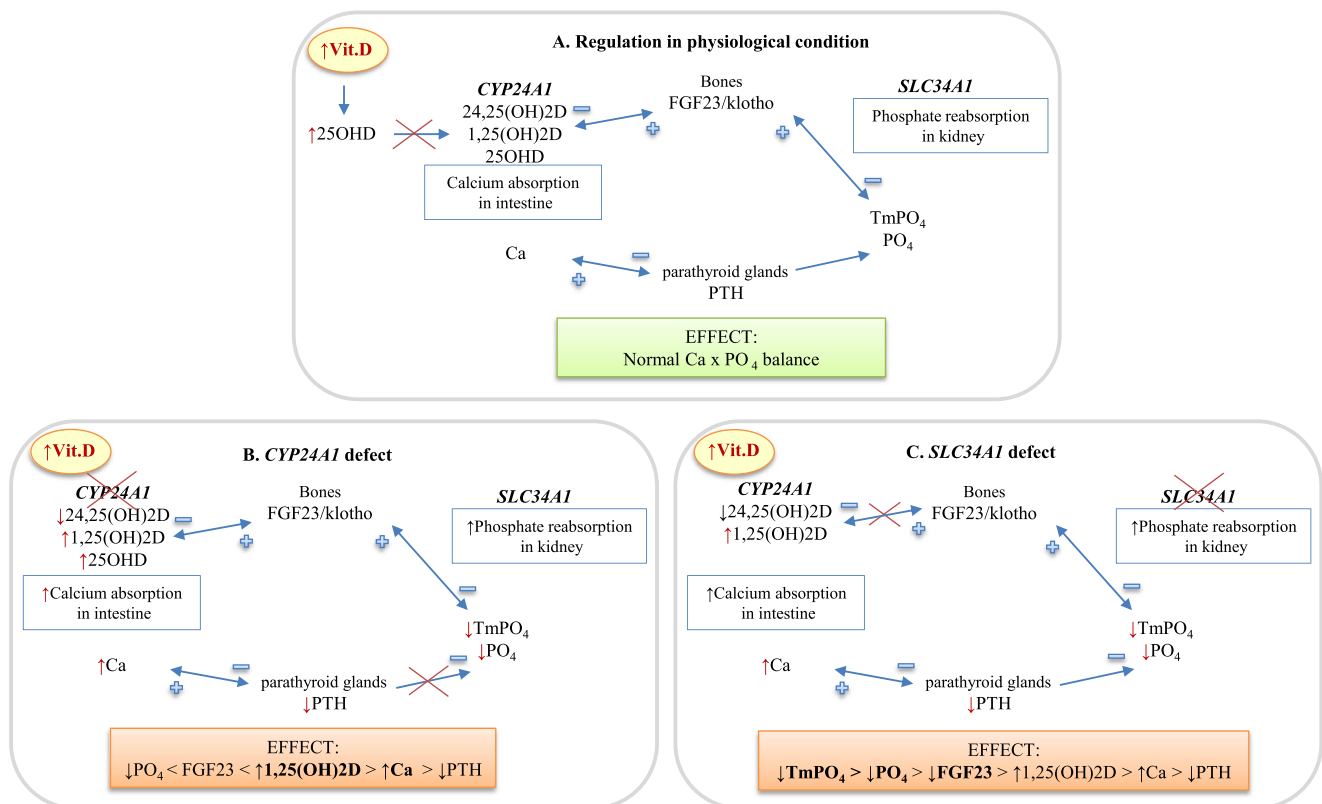 A. Regulation in physiological condition
↑Vit.D
↑25OHD
CYP24A1
24,25(OH)2D
1,25(OH)2D
25OHD
Calcium absorption
in intestine
Bones
FGF23/klotho
SLC34A1
Phosphate reabsorption
in kidney
TmPO₄
PO₄
Ca
parathyroid glands
PTH
EFFECT:
Normal Ca x PO₄ balance
B. CYP24A1 defect
↑Vit.D
CYP24A1
↓24,25(OH)2D
↑1,25(OH)2D
↑25OHD
↑Calcium absorption
in intestine
Bones
FGF23/klotho
SLC34A1
↑Phosphate reabsorption
in kidney
↓TmPO₄
↓PO₄
↑Ca
parathyroid glands
↓PTH
EFFECT:
↓PO₄ < FGF23 < ↑1,25(OH)2D > ↑Ca > ↓PTH
C. SLC34A1 defect
↑Vit.D
CYP24A1
↓24,25(OH)2D
↑1,25(OH)2D
↑Calcium absorption
in intestine
Bones
FGF23/klotho
SLC34A1
↑Phosphate reabsorption
in kidney
↓TmPO₄
↓PO₄
↑Ca
parathyroid glands
↓PTH
EFFECT:
↓TmPO₄ > ↓PO₄ > ↓FGF23 > ↑1,25(OH)2D > ↑Ca > ↓PTH